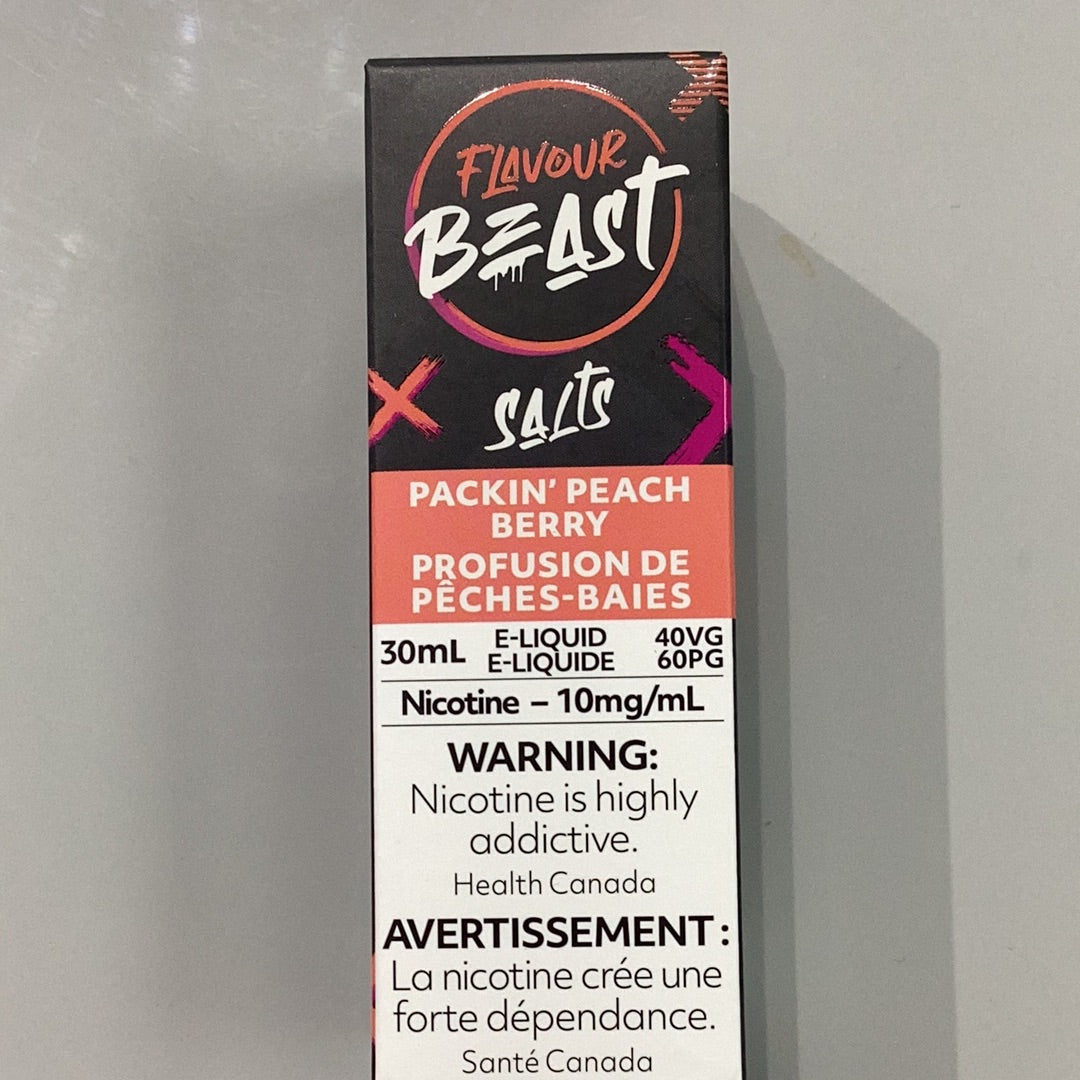 FLAVOUR
BEAST
SALTS
PACKIN' PEACH
BERRY
PROFUSION DE
PÊCHES-BAIES
30mL E-LIQUID 40VG
E-LIQUIDE 60PG
Nicotine – 10mg/mL
WARNING:
Nicotine is highly
addictive.
Health Canada
AVERTISSEMENT :
La nicotine crée une
forte dépendance.
Santé Canada